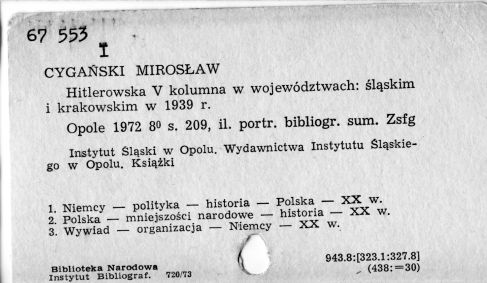 67 553
I
CYGAŃSKI MIROSŁAW
Hitlerowska V kolumna w województwach: śląskim
i krakowskim w 1939 r.
Opole 1972 8⁰ s. 209, il. portr. bibliogr. sum. Zsfg
Instytut Śląski w Opolu. Wydawnictwa Instytutu Śląskie-
go w Opolu. Książki
1. Niemcy — polityka — historia — Polska — XX w.
2. Polska — mniejszości narodowe — historia — XX w.
3. Wywiad — organizacja — Niemcy — XX w.
943.8:[323.1:327.8]
(438:=30)
Biblioteka Narodowa
Instytut Bibliograf. 720/73